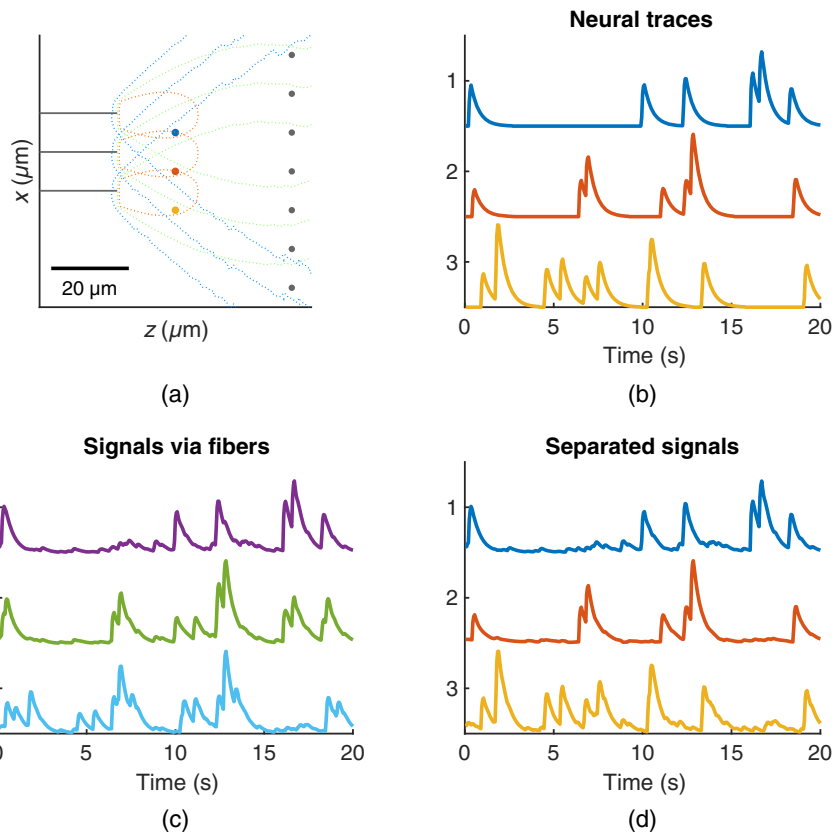 x (µm)
20 µm
z (µm)
(a)
Neural traces
1
2
3
0 5 10 15 20
Time (s)
(b)
Signals via fibers
5 10 15 20
Time (s)
(c)
Separated signals
1
2
3
0 5 10 15 20
Time (s)
(d)